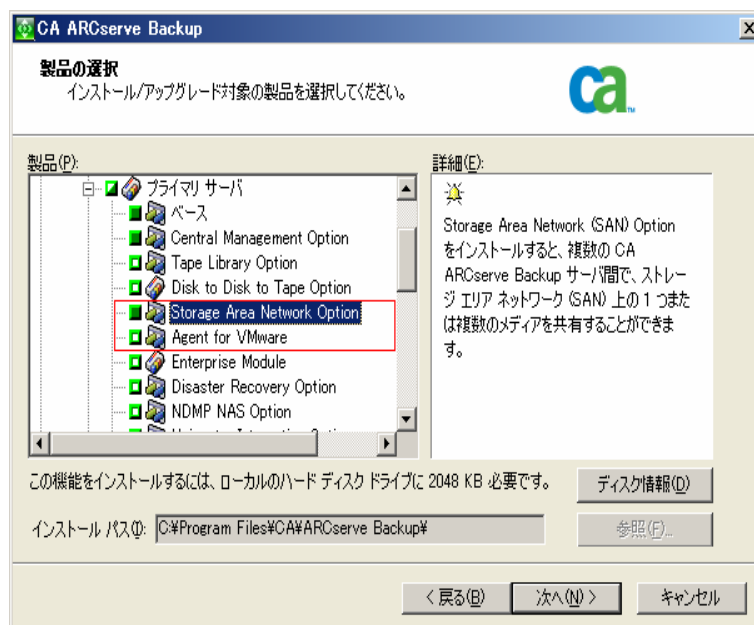 CA ARCserve Backup
製品の選択
インストール/アップグレード対象の製品を選択してください。
ca
製品(P):
詳細(E):
プライマリ サーバ
ベース
Central Management Option
Tape Library Option
Disk to Disk to Tape Option
Storage Area Network Option
Agent for VMware
Enterprise Module
Disaster Recovery Option
NDMP NAS Option
Storage Area Network (SAN) Option
をインストールすると、複数の CA
ARCserve Backup サーバ間で、ストレー
ジ エリア ネットワーク (SAN) 上の 1 つまた
は複数のメディアを共有することができま
す。
この機能をインストールするには、ローカルのハード ディスク ドライブに 2048 KB 必要です。
ディスク情報(D)
インストール パス(I):
C:¥Program Files¥CA¥ARCserve Backup¥
参照(F)...
< 戻る(B)
次へ(N) >
キャンセル